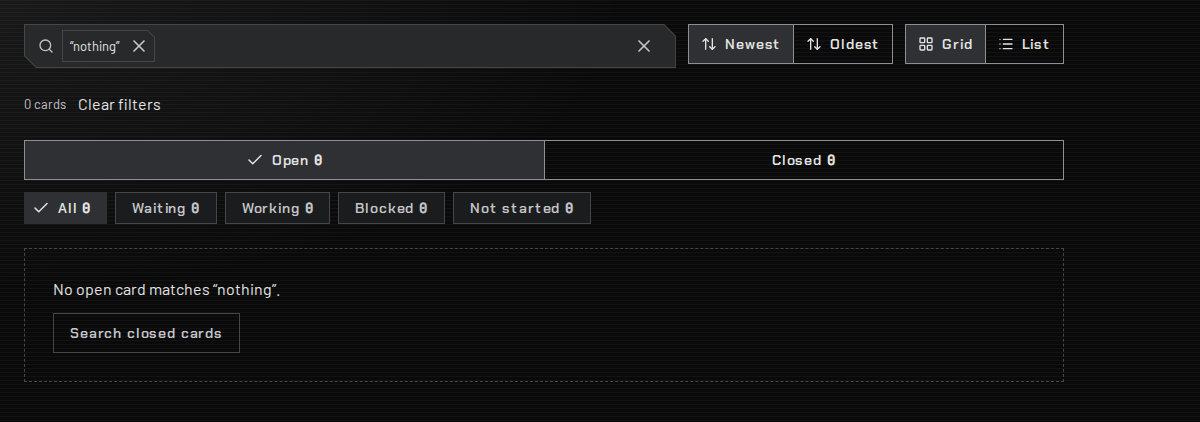 “nothing”
Newest
Oldest
Grid
List
0 cards Clear filters
Open 0
Closed 0
All 0
Waiting 0
Working 0
Blocked 0
Not started 0
No open card matches “nothing”.
Search closed cards